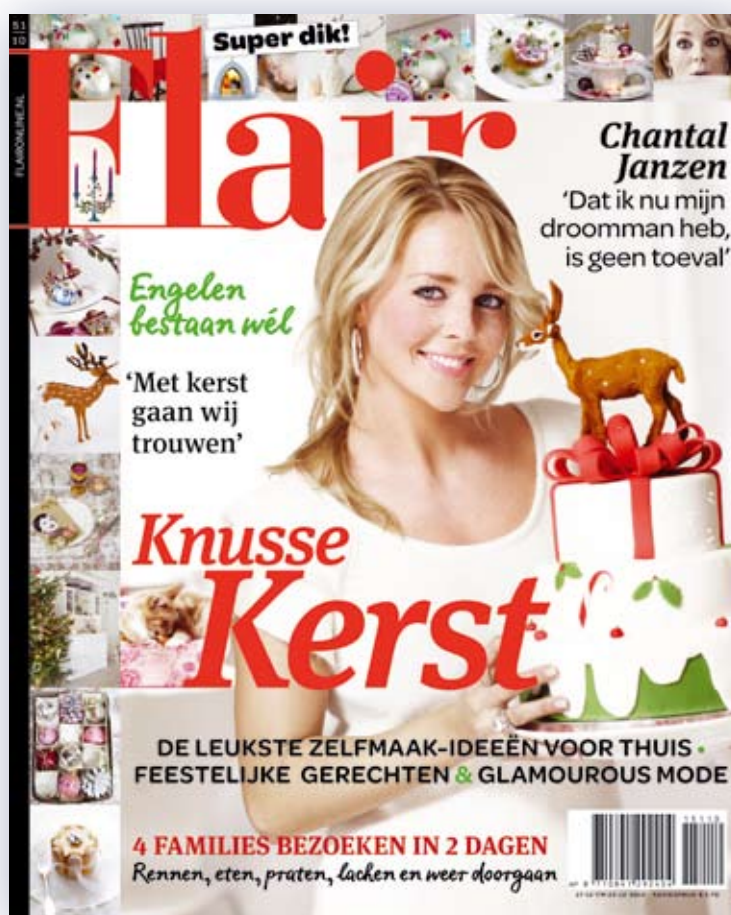 51
10
FLAIRONLINE.NL
Super dik!
Flair
Chantal
Janzen
'Dat ik nu mijn
droomman heb,
is geen toeval'
Engelen
bestaan wél
'Met kerst
gaan wij
trouwen'
Knusse
Kerst
DE LEUKSTE ZELFMAAK-IDEEËN VOOR THUIS •
FEESTELIJKE GERECHTEN & GLAMOUROUS MODE
4 FAMILIES BEZOEKEN IN 2 DAGEN
Rennen, eten, praten, lachen en weer doorgaan